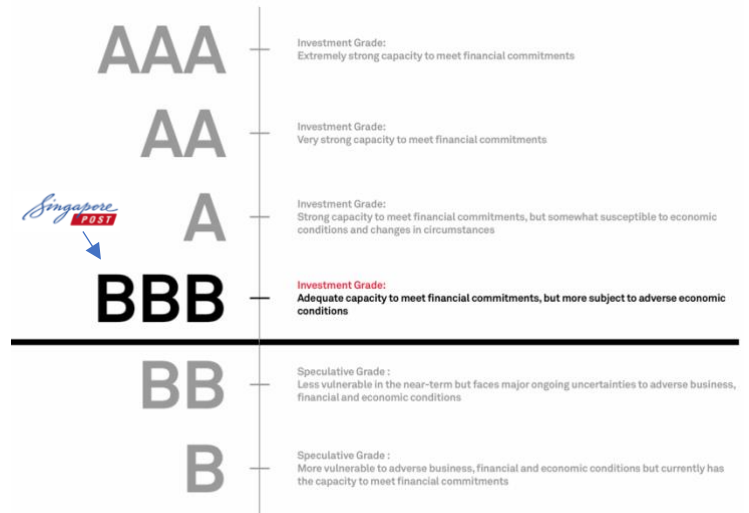 AAA
Investment Grade:
Extremely strong capacity to meet financial commitments
AA
Investment Grade:
Very strong capacity to meet financial commitments
Singapore
POST
A
Investment Grade:
Strong capacity to meet financial commitments, but somewhat susceptible to economic
conditions and changes in circumstances
BBB
Investment Grade:
Adequate capacity to meet financial commitments, but more subject to adverse economic
conditions
BB
Speculative Grade :
Less vulnerable in the near-term but faces major ongoing uncertainties to adverse business,
financial and economic conditions
B
Speculative Grade :
More vulnerable to adverse business, financial and economic conditions but currently has
the capacity to meet financial commitments